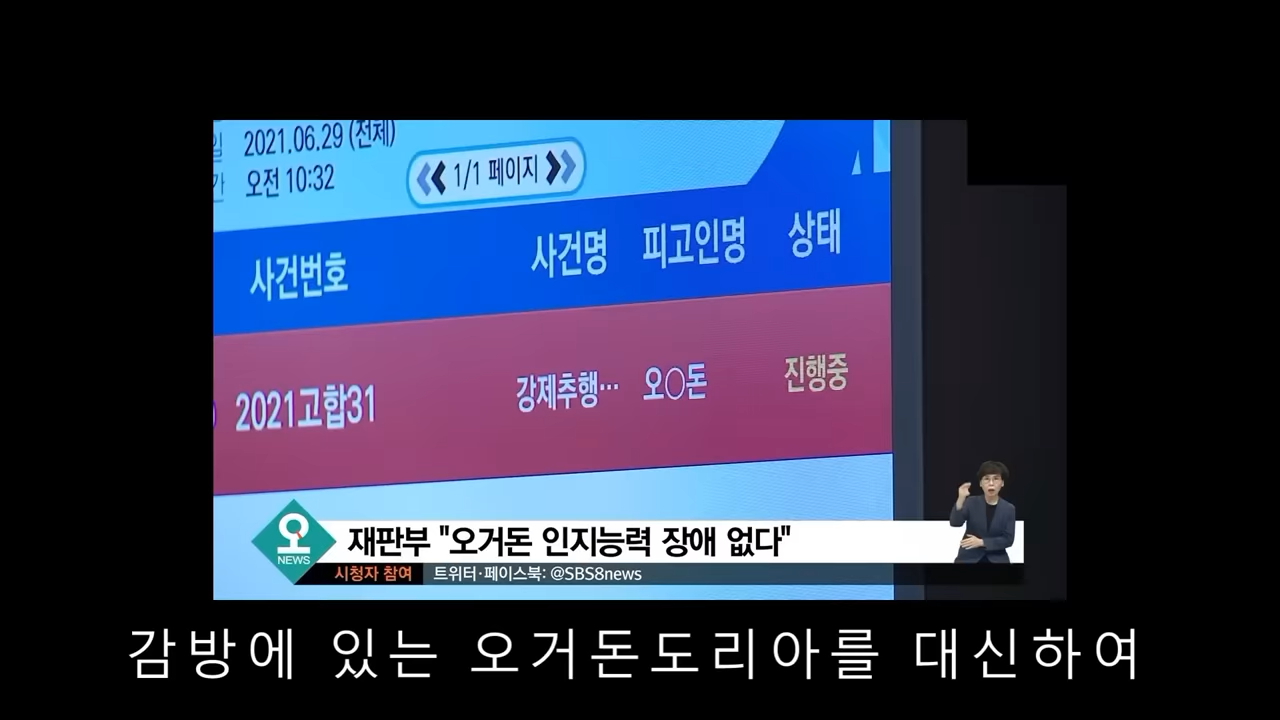 2021.06.29 (전체)
오전 10:32
1/1 페이지
사건번호 사건명 피고인명 상태
2021고합31 강제추행… 오○돈 진행중
오 NEWS
재판부 "오거돈 인지능력 장애 없다"
시청자 참여 트위터·페이스북: @SBS8news
감방에 있는 오거돈도리아를 대신하여